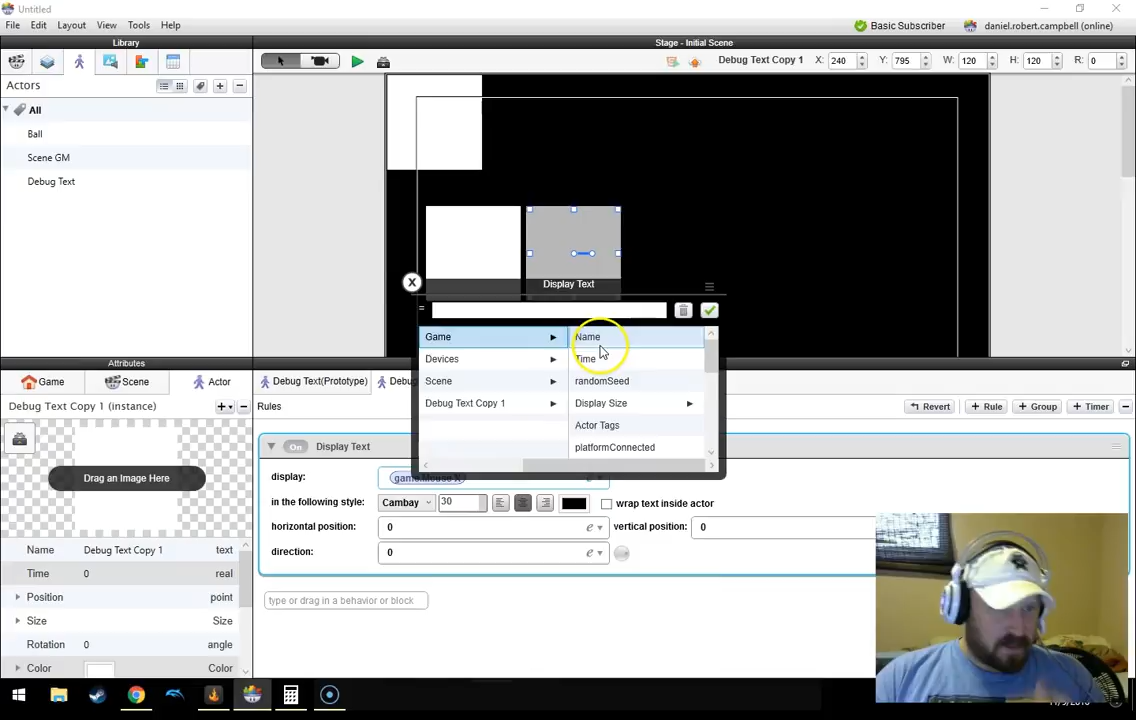 Untitled
File Edit Layout View Tools Help
Basic Subscriber daniel.robert.campbell (online)
Library
Stage - Initial Scene
Debug Text Copy 1 X: 240 Y: 795 W: 120 H: 120 R: 0
Actors
All
Ball
Scene GM
Debug Text
Display Text
X
=
Game Name
Devices Time
Scene randomSeed
Debug Text Copy 1 Display Size
Actor Tags
platformConnected
Attributes
Game Scene Actor
Debug Text(Prototype)
Debug Text Copy 1 (instance)
Rules
Revert + Rule + Group + Timer
On Display Text
Drag an Image Here
display: game.Mouse.X e
in the following style: Cambay 30 wrap text inside actor
horizontal position: 0 e vertical position: 0
direction: 0 e
type or drag in a behavior or block
Name Debug Text Copy 1 text
Time 0 real
Position point
Size Size
Rotation 0 angle
Color Color